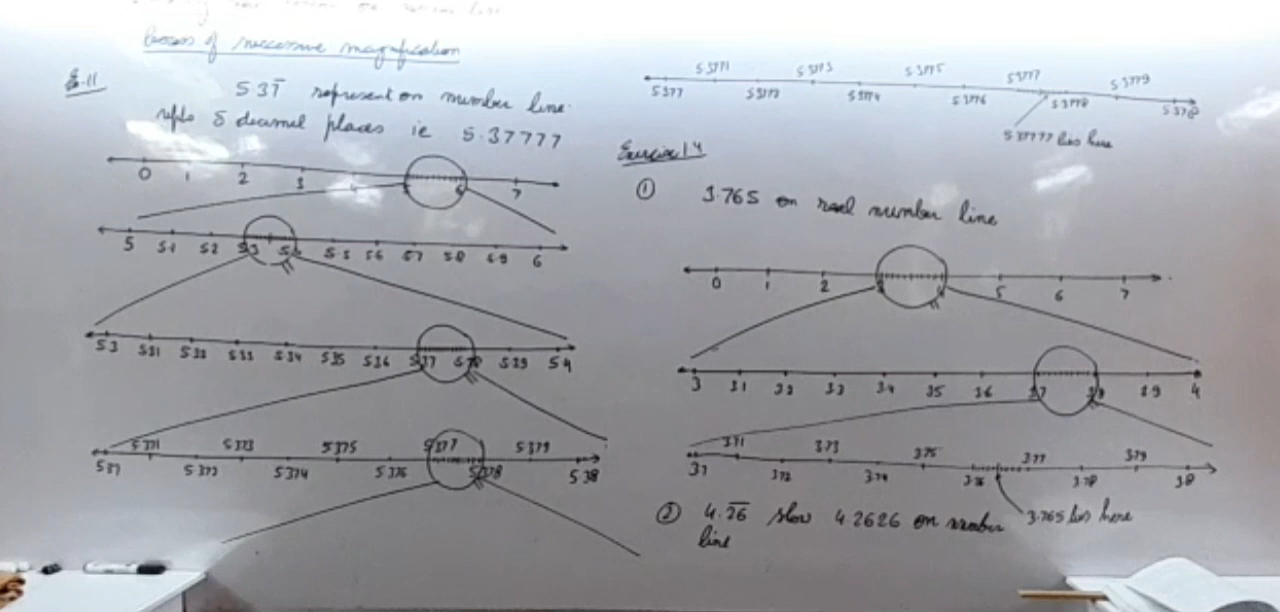 Process of successive magnification
Ex. 11
5.37̅ represent on number line
upto 5 decimal places ie 5.37777
0 1 2 3 4 5 6 7
5 5.1 5.2 5.3 5.4 5.5 5.6 5.7 5.8 5.9 6
5.3 5.31 5.32 5.33 5.34 5.35 5.36 5.37 5.38 5.39 5.4
5.371 5.373 5.375 5.377 5.379
5.37 5.372 5.374 5.376 5.378 5.38
5.3771 5.3773 5.3775 5.3777 5.3779
5.377 5.3772 5.3774 5.3776 5.3778 5.378
5.37777 lies here
Exercise 1.4
① 3.765 on real number line
0 1 2 3 4 5 6 7
3 3.1 3.2 3.3 3.4 3.5 3.6 3.7 3.8 3.9 4
3.71 3.73 3.75 3.77 3.79
3.7 3.72 3.74 3.76 3.78 3.8
3.765 lies here
② 4.2̅6̅ show 4.2626 on number
line